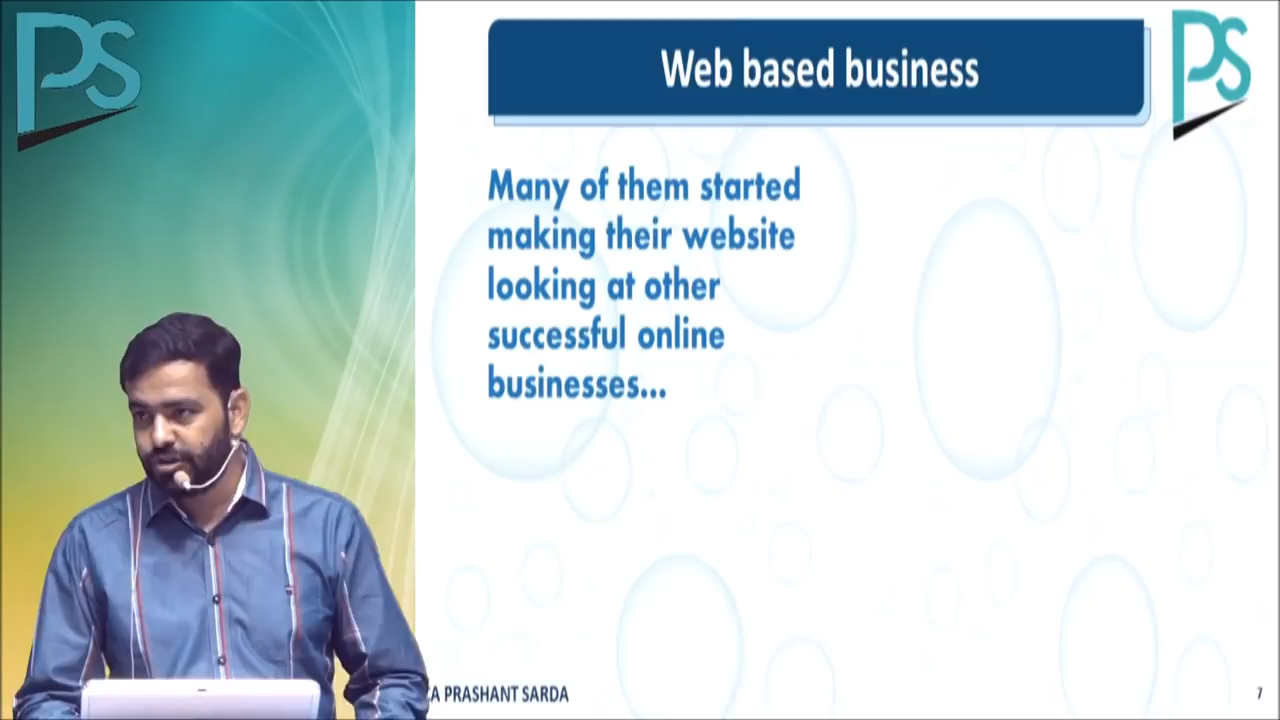 PS
Web based business
PS
Many of them started
making their website
looking at other
successful online
businesses...
CA PRASHANT SARDA
7